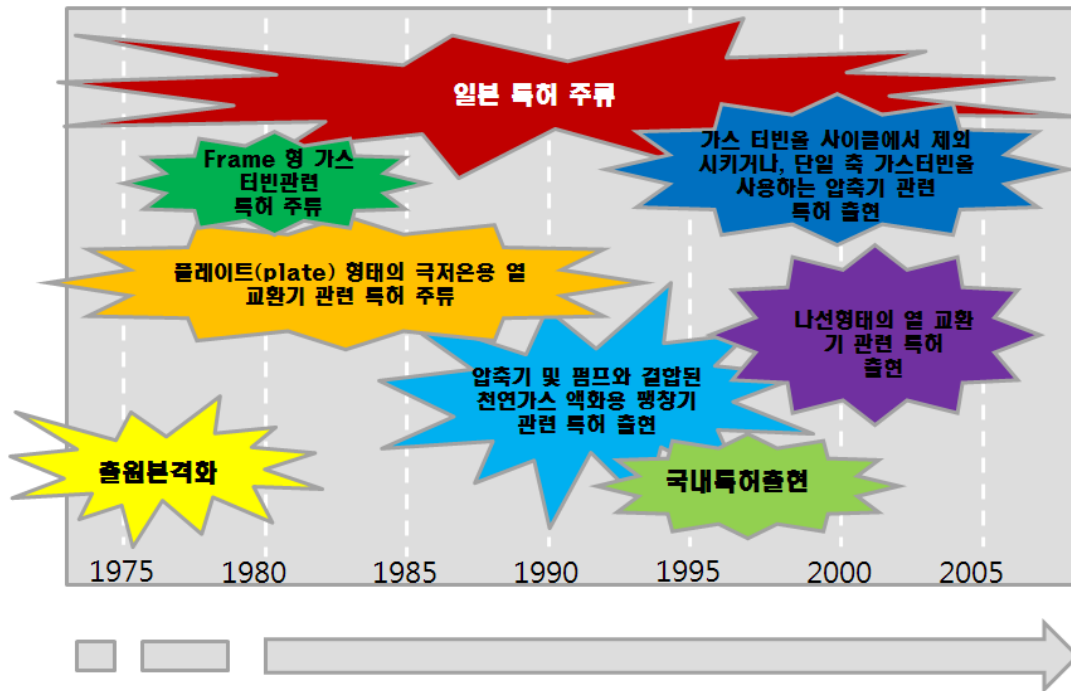 일본 특허 주류
Frame 형 가스
터빈관련
특허 주류
가스 터빈을 사이클에서 제외
시키거나, 단일 축 가스터빈을
사용하는 압축기 관련
특허 출현
플레이트(plate) 형태의 극저온용 열
교환기 관련 특허 주류
나선형태의 열 교환
기 관련 특허
출현
압축기 및 펌프와 결합된
천연가스 액화용 팽창기
관련 특허 출현
출원본격화
국내특허출현
1975 1980 1985 1990 1995 2000 2005